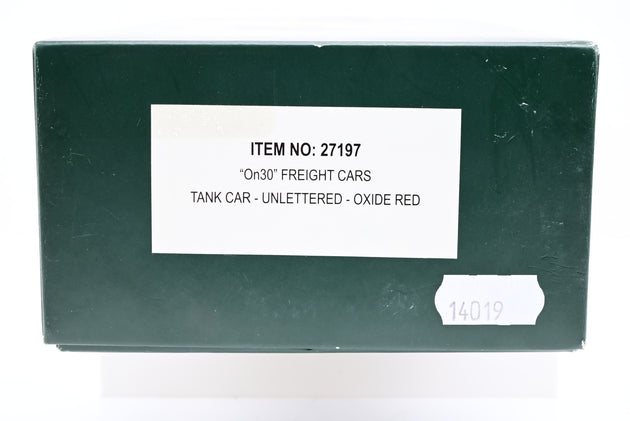 ITEM NO: 27197
“On30” FREIGHT CARS
TANK CAR - UNLETTERED - OXIDE RED
14019